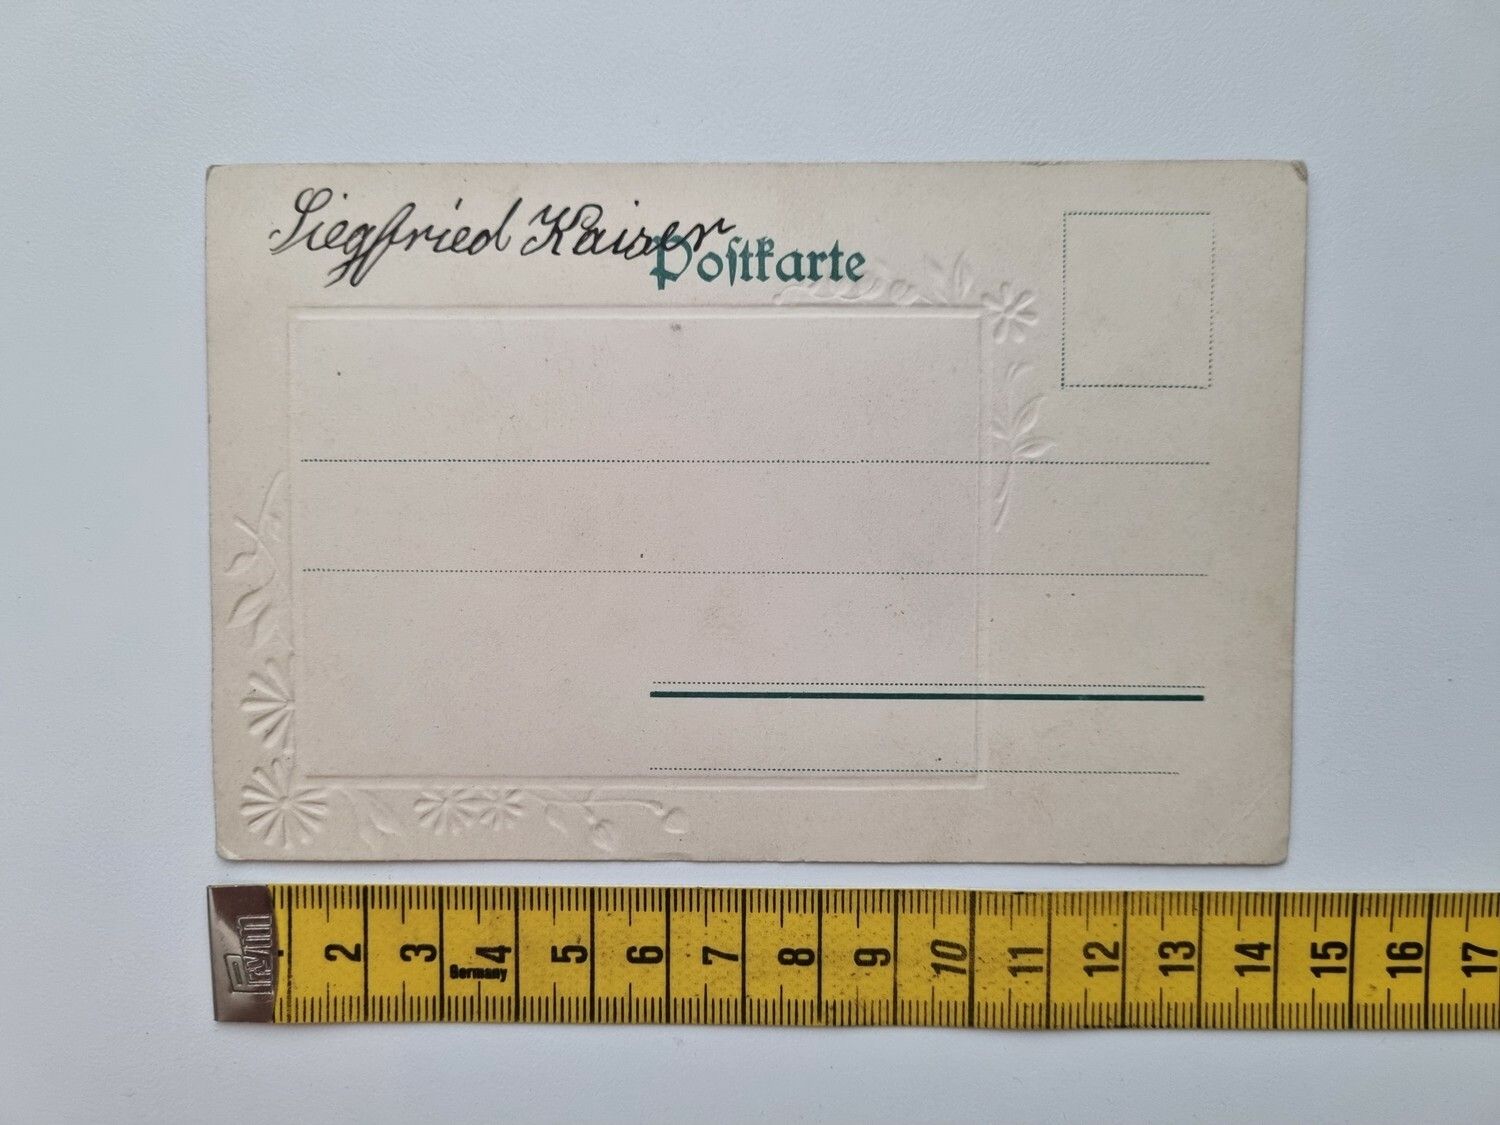 Siegfried Kaiser
Poſtkarte
Prym
2 3 4 5 6 7 8 9 10 11 12 13 14 15 16 17
Germany